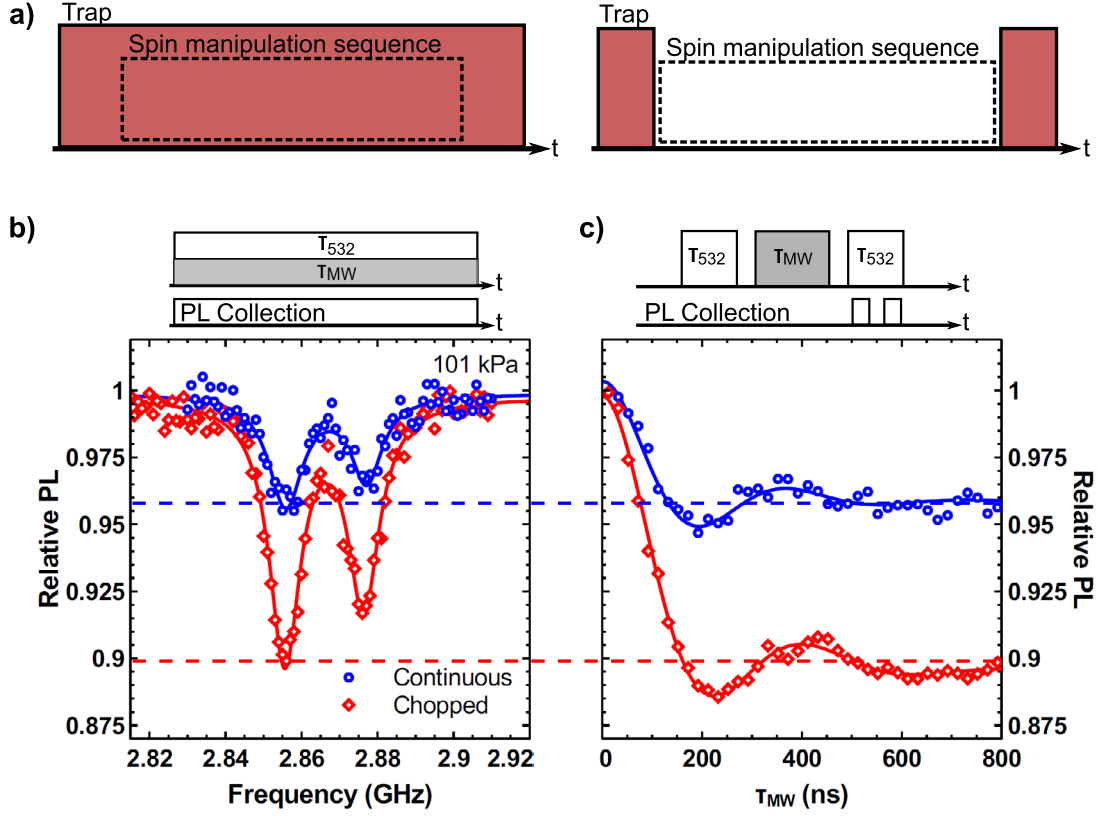 a)
Trap
Spin manipulation sequence
t
Trap
Spin manipulation sequence
t
b)
τ532
τMW
t
PL Collection
t
c)
τ532
τMW
τ532
t
PL Collection
t
101 kPa
1
0.975
0.95
0.925
0.9
0.875
Relative PL
Continuous
Chopped
2.82
2.84
2.86
2.88
2.9
2.92
Frequency (GHz)
1
0.975
0.95
0.925
0.9
0.875
Relative PL
0
200
400
600
800
τMW (ns)